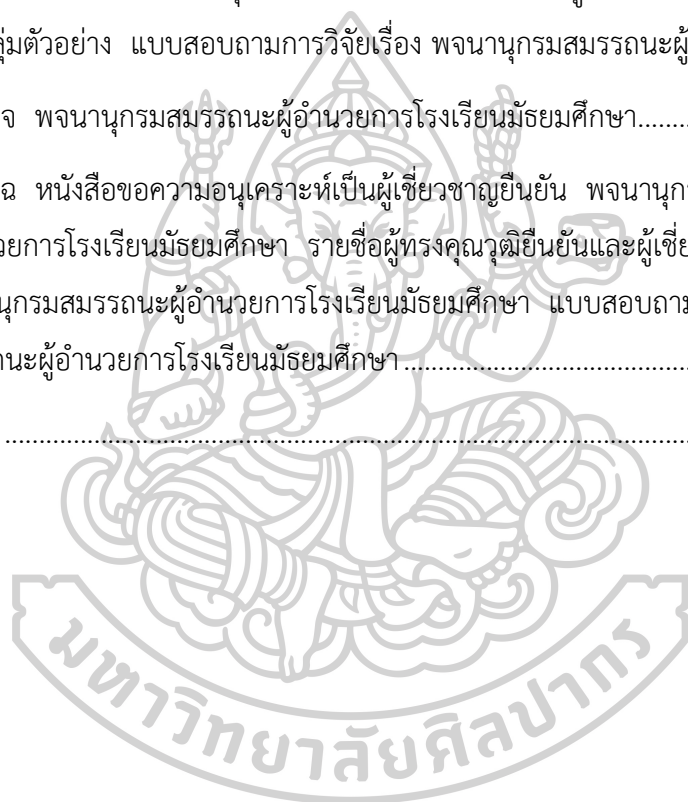 ุ่มตัวอย่าง แบบสอบถามการวิจัยเรื่อง พจนานุกรมสมรรถนะผู้
จ พจนานุกรมสมรรถนะผู้อำนวยการโรงเรียนมัธยมศึกษา........
ฉ หนังสือขอความอนุเคราะห์เป็นผู้เชี่ยวชาญยืนยัน พจนานุก
วยการโรงเรียนมัธยมศึกษา รายชื่อผู้ทรงคุณวุฒิยืนยันและผู้เชี่ย
นุกรมสมรรถนะผู้อำนวยการโรงเรียนมัธยมศึกษา แบบสอบถาม
นะผู้อำนวยการโรงเรียนมัธยมศึกษา................................................
........................................................................................................................
มหาวิทยาลัยศิลปากร